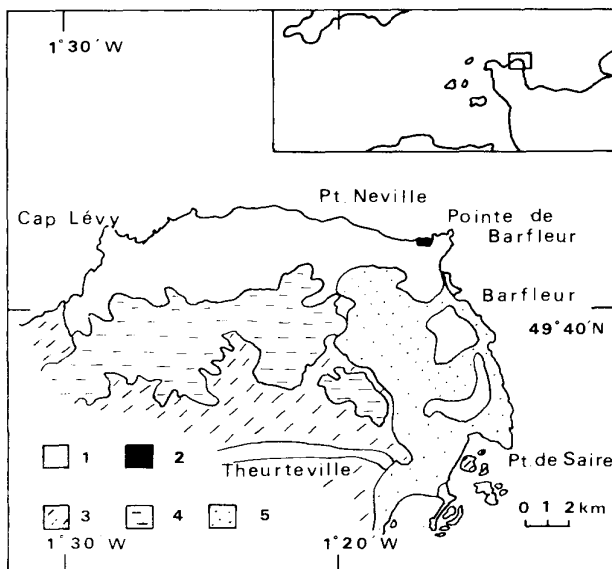 1°30'W
Pt. Neville
Cap Lévy
Pointe de
Barfleur
Barfleur
49°40'N
Pt. de Saire
Theurteville
1
2
3
4
5
0 1 2 km
1°30'W
1°20'W